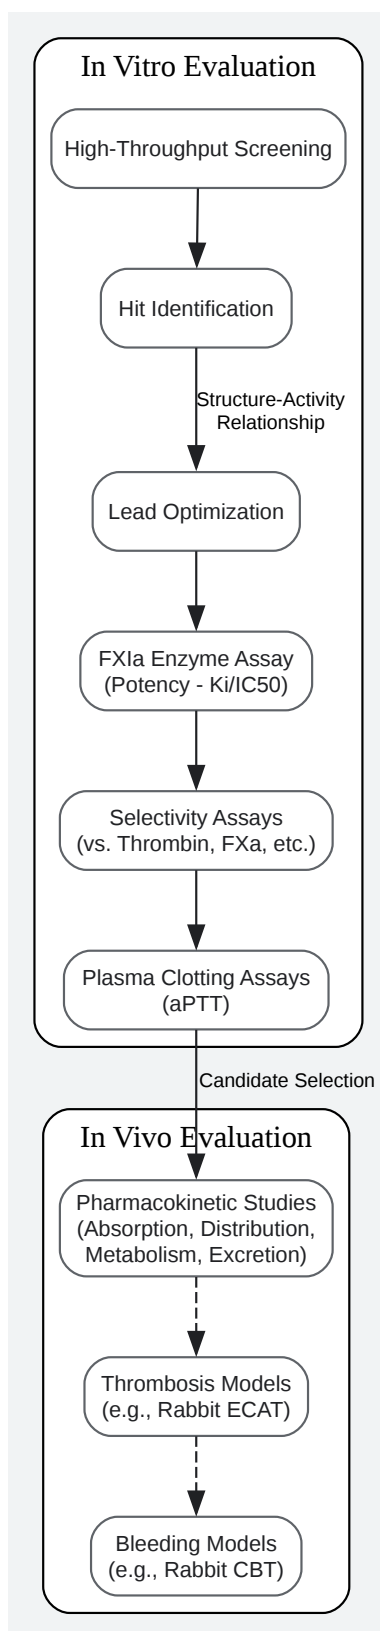 In Vitro Evaluation
High-Throughput Screening
Hit Identification
Structure-Activity
Relationship
Lead Optimization
FXIa Enzyme Assay
(Potency - Ki/IC50)
Selectivity Assays
(vs. Thrombin, FXa, etc.)
Plasma Clotting Assays
(aPTT)
Candidate Selection
In Vivo Evaluation
Pharmacokinetic Studies
(Absorption, Distribution,
Metabolism, Excretion)
Thrombosis Models
(e.g., Rabbit ECAT)
Bleeding Models
(e.g., Rabbit CBT)